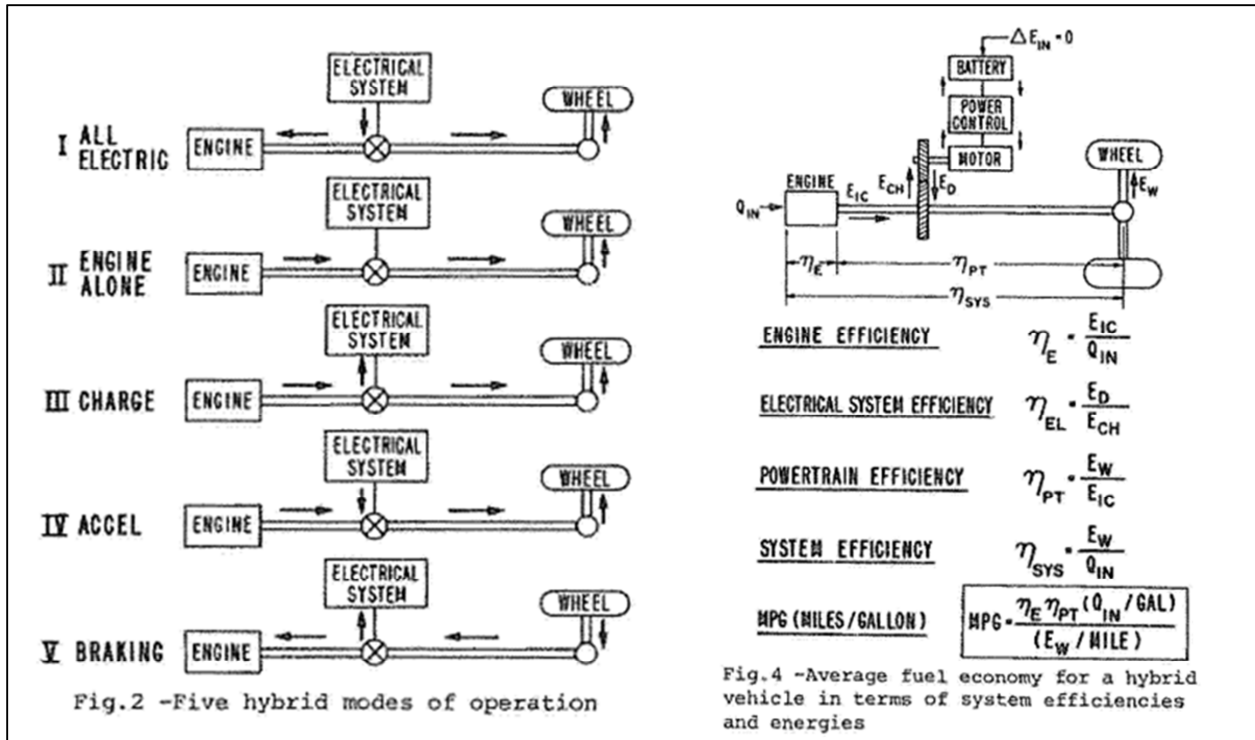 ELECTRICAL
SYSTEM
WHEEL
I ALL
ELECTRIC
ENGINE
ELECTRICAL
SYSTEM
WHEEL
II ENGINE
ALONE
ENGINE
ELECTRICAL
SYSTEM
WHEEL
III CHARGE
ENGINE
ELECTRICAL
SYSTEM
WHEEL
IV ACCEL
ENGINE
ELECTRICAL
SYSTEM
WHEEL
V BRAKING
ENGINE
Fig.2 -Five hybrid modes of operation
ΔE_IN = 0
BATTERY
POWER
CONTROL
MOTOR
WHEEL
ENGINE
E_IC
E_CH
E_D
E_W
Q_IN
η_E
η_PT
η_SYS
ENGINE EFFICIENCY η_E = E_IC / Q_IN
ELECTRICAL SYSTEM EFFICIENCY η_EL = E_D / E_CH
POWERTRAIN EFFICIENCY η_PT = E_W / E_IC
SYSTEM EFFICIENCY η_SYS = E_W / Q_IN
MPG (MILES/GALLON) MPG = η_E η_PT (Q_IN/GAL) / (E_W/MILE)
Fig.4 -Average fuel economy for a hybrid
vehicle in terms of system efficiencies
and energies